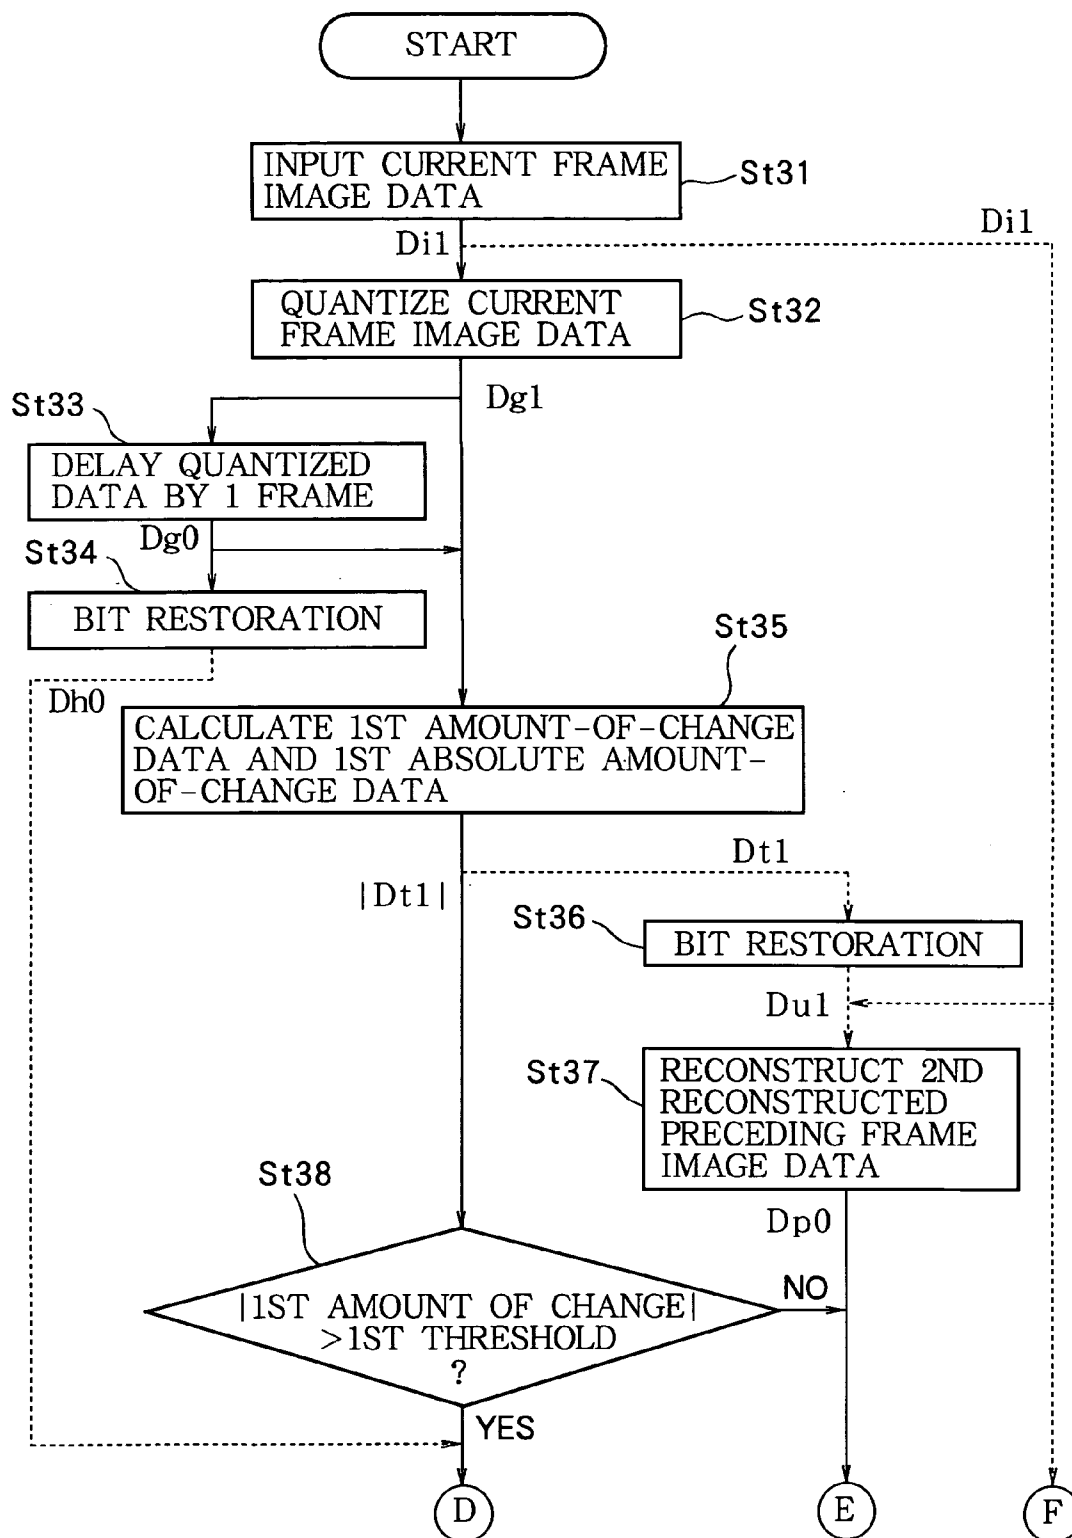 START
INPUT CURRENT FRAME
IMAGE DATA
St31
Di1
Di1
QUANTIZE CURRENT
FRAME IMAGE DATA
St32
Dg1
St33
DELAY QUANTIZED
DATA BY 1 FRAME
Dg0
St34
BIT RESTORATION
Dh0
St35
CALCULATE 1ST AMOUNT-OF-CHANGE
DATA AND 1ST ABSOLUTE AMOUNT-
OF-CHANGE DATA
|Dt1|
Dt1
St36
BIT RESTORATION
Du1
St37
RECONSTRUCT 2ND
RECONSTRUCTED
PRECEDING FRAME
IMAGE DATA
Dp0
St38
|1ST AMOUNT OF CHANGE|
>1ST THRESHOLD
?
NO
YES
D
E
F